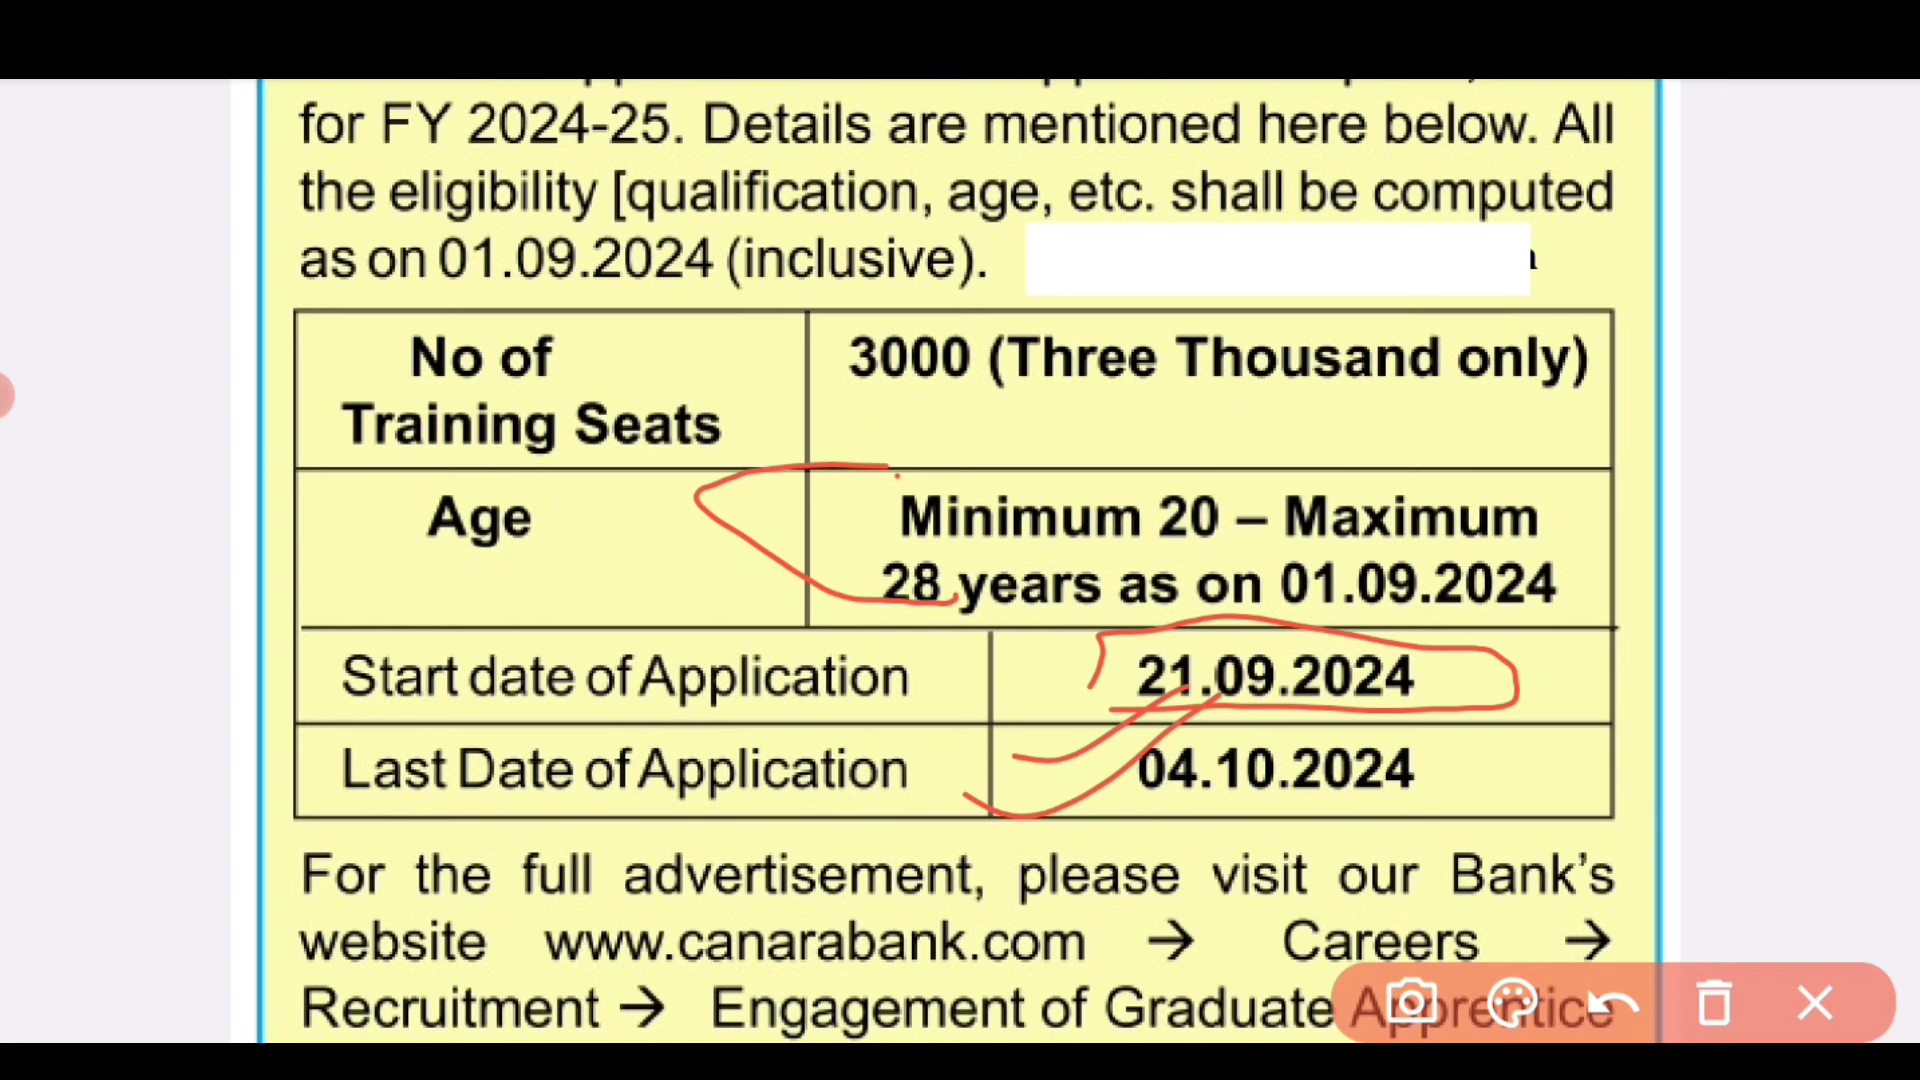 for FY 2024-25. Details are mentioned here below. All
the eligibility [qualification, age, etc. shall be computed
as on 01.09.2024 (inclusive).
No of
Training Seats
3000 (Three Thousand only)
Age
Minimum 20 – Maximum
28 years as on 01.09.2024
Start date of Application
21.09.2024
Last Date of Application
04.10.2024
For the full advertisement, please visit our Bank's
website www.canarabank.com → Careers →
Recruitment → Engagement of Graduate Apprentice